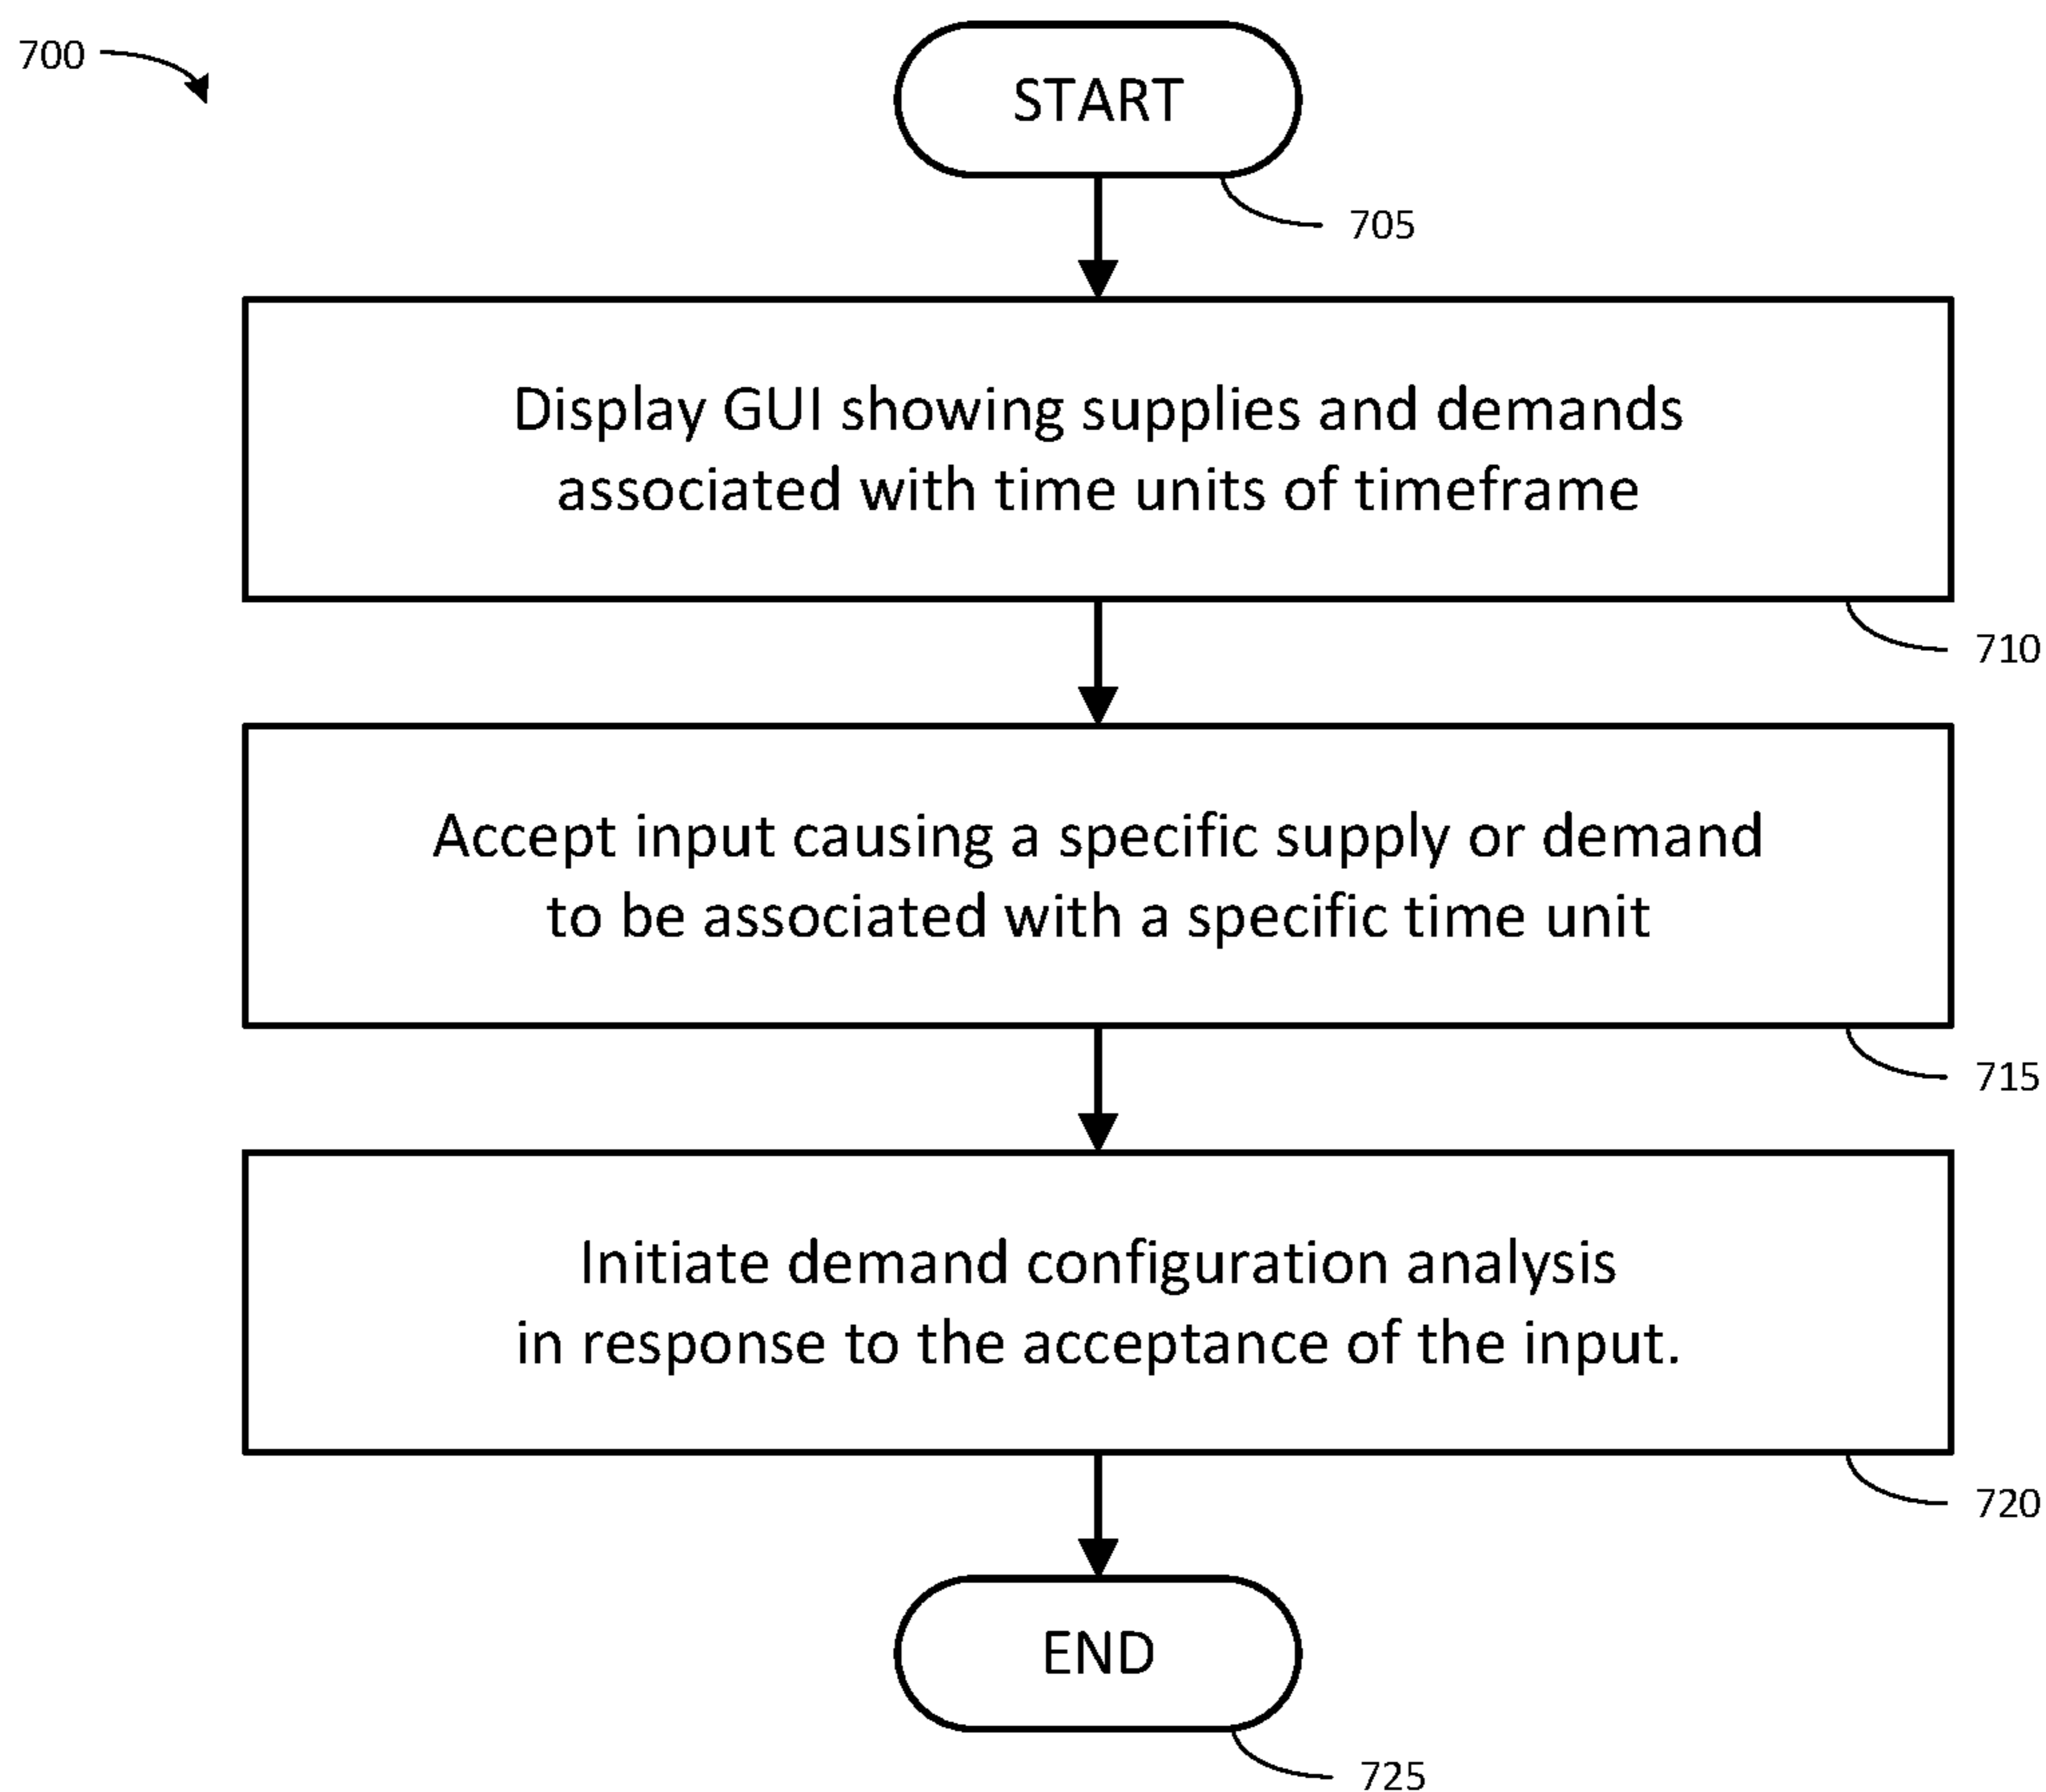 700
START
705
Display GUI showing supplies and demands
associated with time units of timeframe
710
Accept input causing a specific supply or demand
to be associated with a specific time unit
715
Initiate demand configuration analysis
in response to the acceptance of the input.
720
END
725